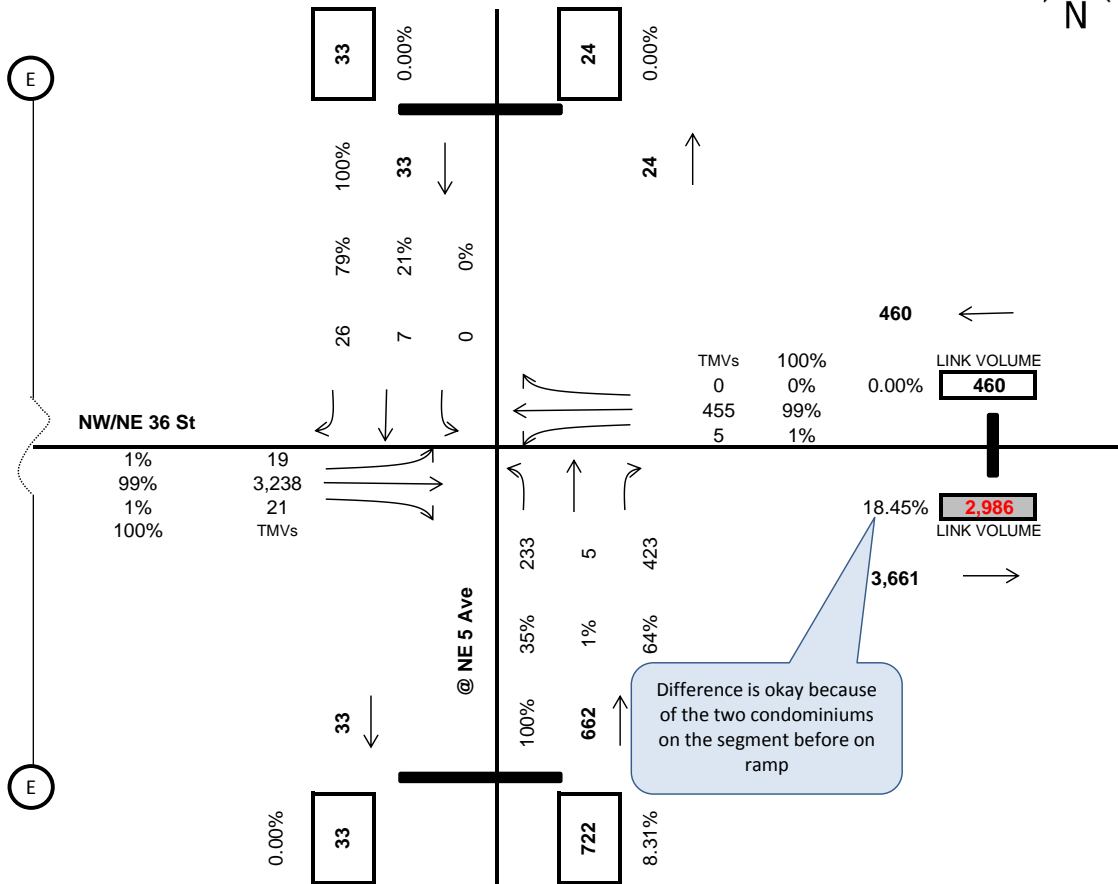 N
E
33
0.00%
24
0.00%
100%
33
24
79%
21%
0%
26
7
0
460
TMVs 100% LINK VOLUME
0 0% 0.00% 460
455 99%
5 1%
NW/NE 36 St
1% 19
99% 3,238
1% 21
100% TMVs
18.45% 2,986
LINK VOLUME
3,661
233
5
423
@ NE 5 Ave
35%
1%
64%
33
100%
662
Difference is okay because
of the two condominiums
on the segment before on
ramp
E
0.00%
33
722
8.31%